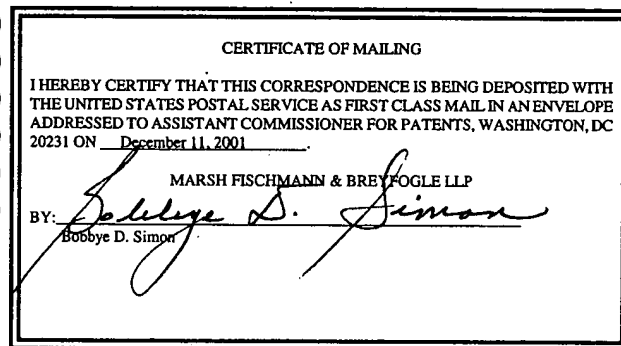 CERTIFICATE OF MAILING
I HEREBY CERTIFY THAT THIS CORRESPONDENCE IS BEING DEPOSITED WITH
THE UNITED STATES POSTAL SERVICE AS FIRST CLASS MAIL IN AN ENVELOPE
ADDRESSED TO ASSISTANT COMMISSIONER FOR PATENTS, WASHINGTON, DC
20231 ON December 11, 2001.
MARSH FISCHMANN & BREYFOGLE LLP
BY: Bobbye D. Simon
Bobbye D. Simon